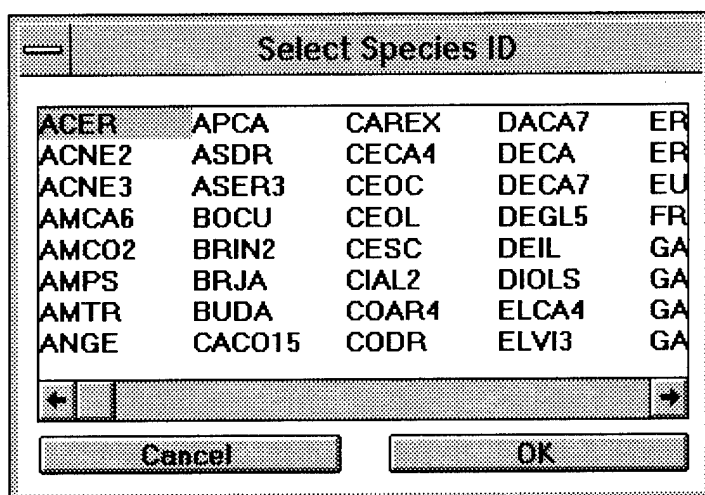 Select Species ID
ACER APCA CAREX DACA7 ER
ACNE2 ASDR CECA4 DECA ER
ACNE3 ASER3 CEOC DECA7 EU
AMCA6 BOCU CEOL DEGL5 FR
AMCO2 BRIN2 CESC DEIL GA
AMPS BRJA CIAL2 DIOLS GA
AMTR BUDA COAR4 ELCA4 GA
ANGE CACO15 CODR ELVI3 GA
Cancel OK